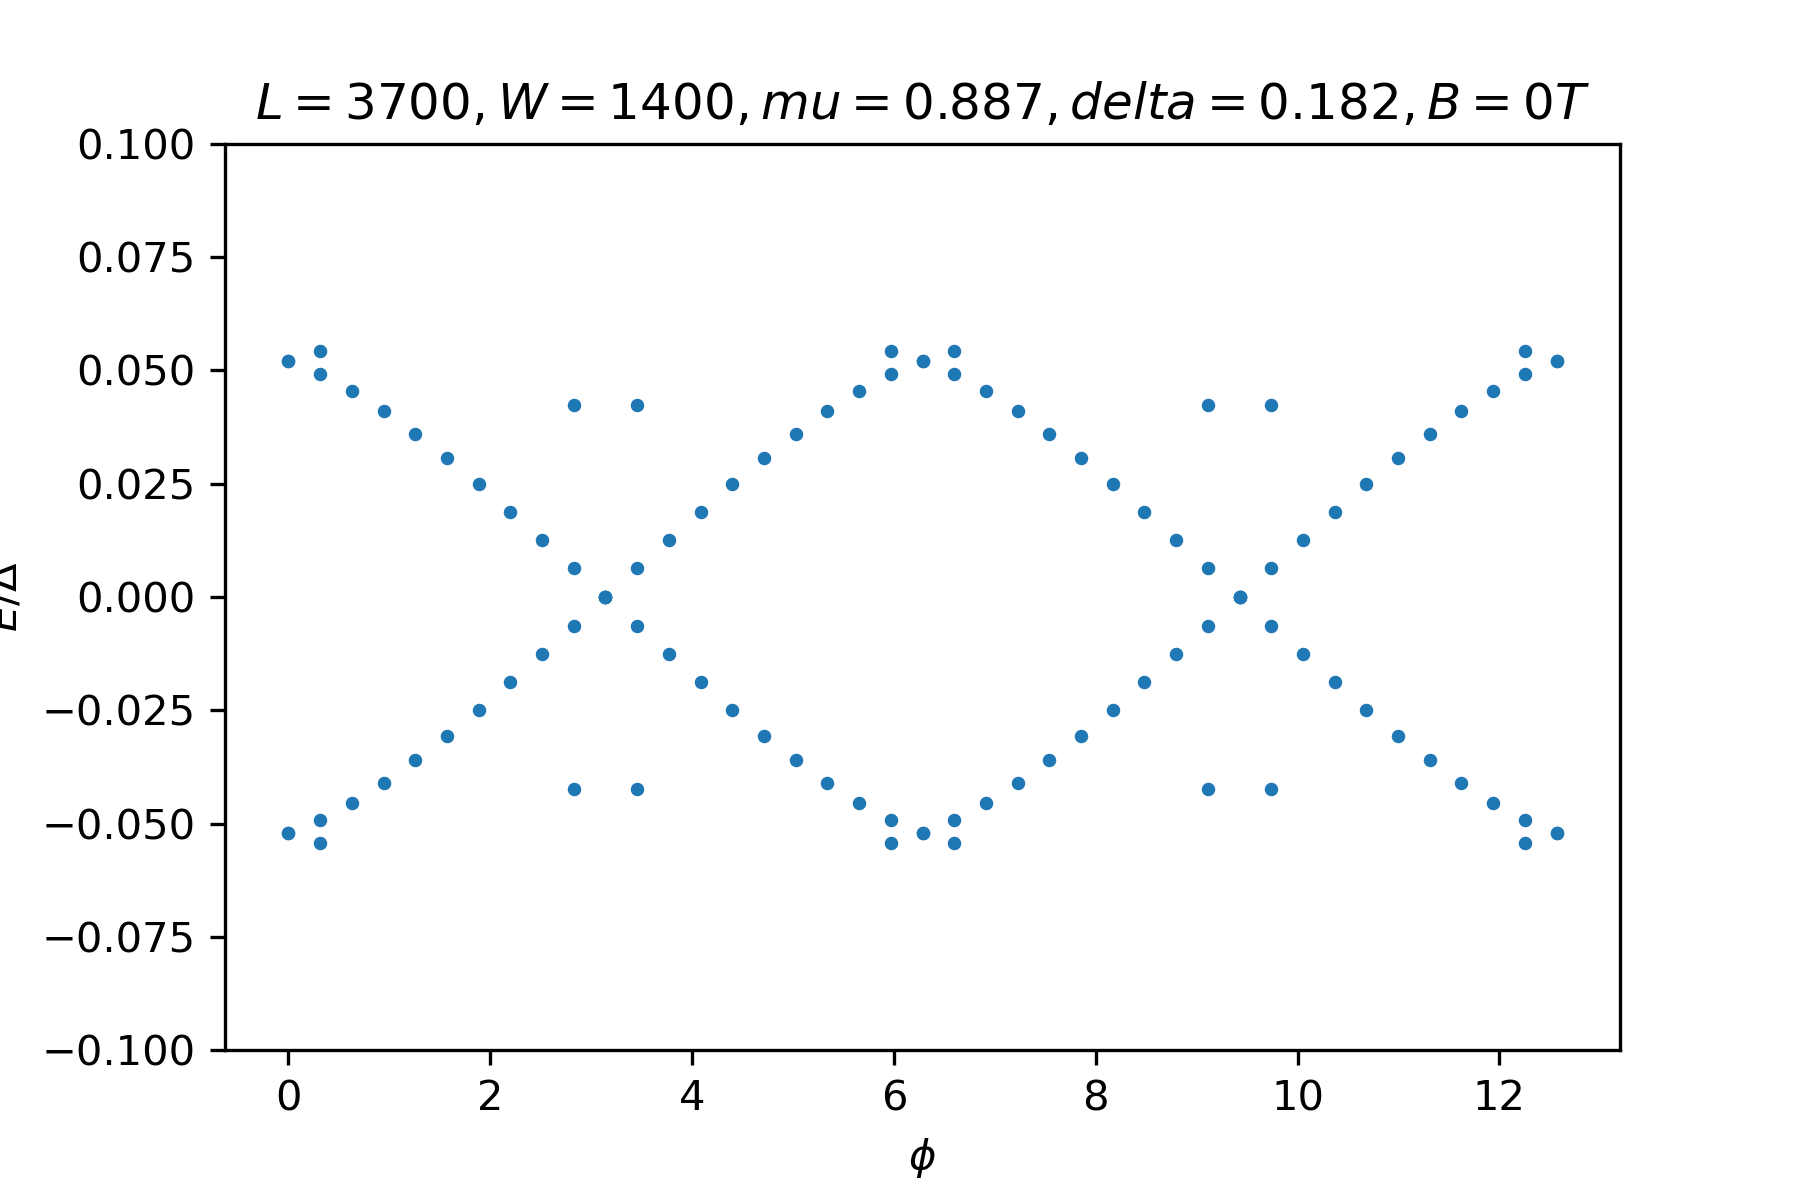 L = 3700, W = 1400, mu = 0.887, delta = 0.182, B = 0T
0.100
0.075
0.050
0.025
0.000
−0.025
−0.050
−0.075
−0.100
E/Δ
0 2 4 6 8 10 12
ϕ